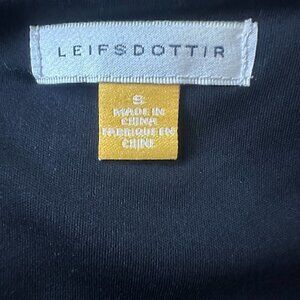 LEIFSDOTTIR
S
MADE IN
CHINA
FABRIQUE EN
CHINE